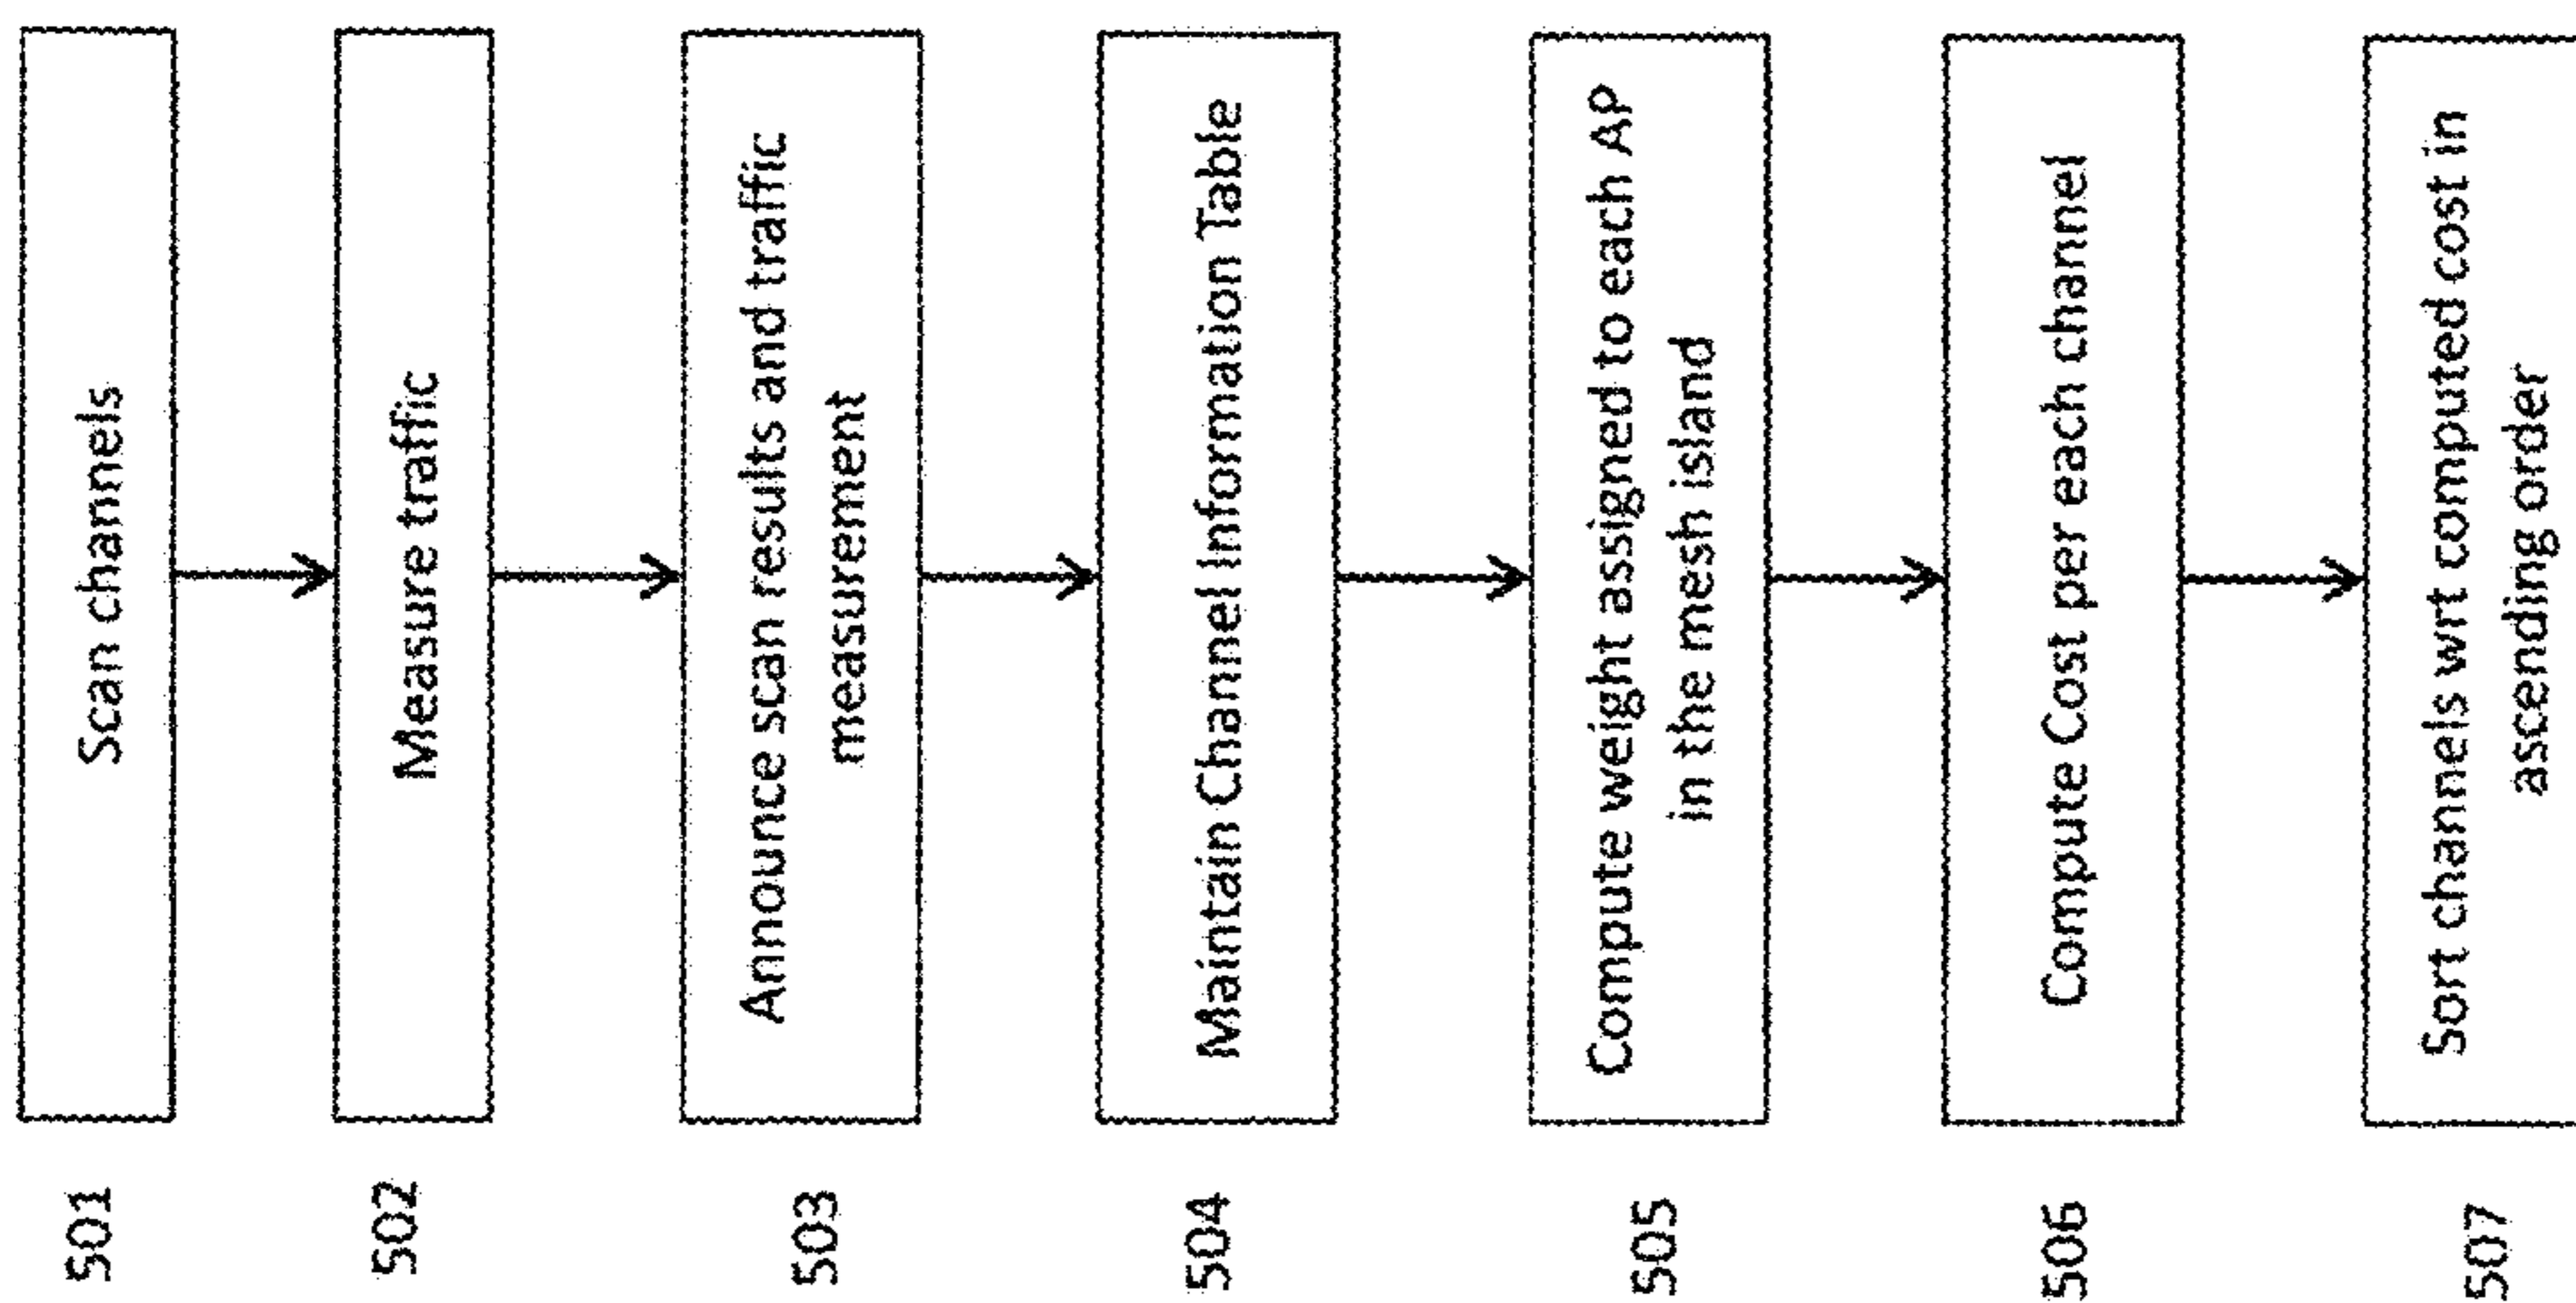 501
Scan channels
502
Measure traffic
503
Announce scan results and traffic
measurement
504
Maintain Channel Information Table
505
Compute weight assigned to each AP
in the mesh island
506
Compute Cost per each channel
507
Sort channels wrt computed cost in
ascending order